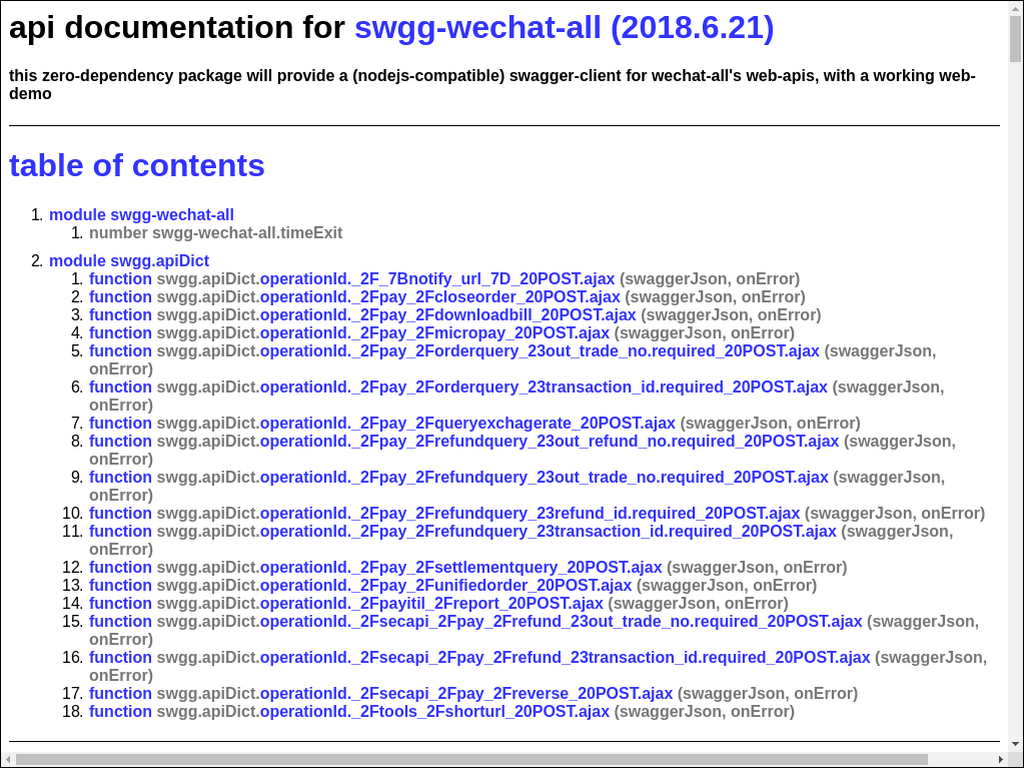 api documentation for swgg-wechat-all (2018.6.21)
this zero-dependency package will provide a (nodejs-compatible) swagger-client for wechat-all's web-apis, with a working web-
demo
table of contents
1. module swgg-wechat-all
1. number swgg-wechat-all.timeExit
2. module swgg.apiDict
1. function swgg.apiDict.operationId._2F_7Bnotify_url_7D_20POST.ajax (swaggerJson, onError)
2. function swgg.apiDict.operationId._2Fpay_2Fcloseorder_20POST.ajax (swaggerJson, onError)
3. function swgg.apiDict.operationId._2Fpay_2Fdownloadbill_20POST.ajax (swaggerJson, onError)
4. function swgg.apiDict.operationId._2Fpay_2Fmicropay_20POST.ajax (swaggerJson, onError)
5. function swgg.apiDict.operationId._2Fpay_2Forderquery_23out_trade_no.required_20POST.ajax (swaggerJson,
onError)
6. function swgg.apiDict.operationId._2Fpay_2Forderquery_23transaction_id.required_20POST.ajax (swaggerJson,
onError)
7. function swgg.apiDict.operationId._2Fpay_2Fqueryexchagerate_20POST.ajax (swaggerJson, onError)
8. function swgg.apiDict.operationId._2Fpay_2Frefundquery_23out_refund_no.required_20POST.ajax (swaggerJson,
onError)
9. function swgg.apiDict.operationId._2Fpay_2Frefundquery_23out_trade_no.required_20POST.ajax (swaggerJson,
onError)
10. function swgg.apiDict.operationId._2Fpay_2Frefundquery_23refund_id.required_20POST.ajax (swaggerJson, onError)
11. function swgg.apiDict.operationId._2Fpay_2Frefundquery_23transaction_id.required_20POST.ajax (swaggerJson,
onError)
12. function swgg.apiDict.operationId._2Fpay_2Fsettlementquery_20POST.ajax (swaggerJson, onError)
13. function swgg.apiDict.operationId._2Fpay_2Funifiedorder_20POST.ajax (swaggerJson, onError)
14. function swgg.apiDict.operationId._2Fpayitil_2Freport_20POST.ajax (swaggerJson, onError)
15. function swgg.apiDict.operationId._2Fsecapi_2Fpay_2Frefund_23out_trade_no.required_20POST.ajax (swaggerJson,
onError)
16. function swgg.apiDict.operationId._2Fsecapi_2Fpay_2Frefund_23transaction_id.required_20POST.ajax (swaggerJson,
onError)
17. function swgg.apiDict.operationId._2Fsecapi_2Fpay_2Freverse_20POST.ajax (swaggerJson, onError)
18. function swgg.apiDict.operationId._2Ftools_2Fshorturl_20POST.ajax (swaggerJson, onError)